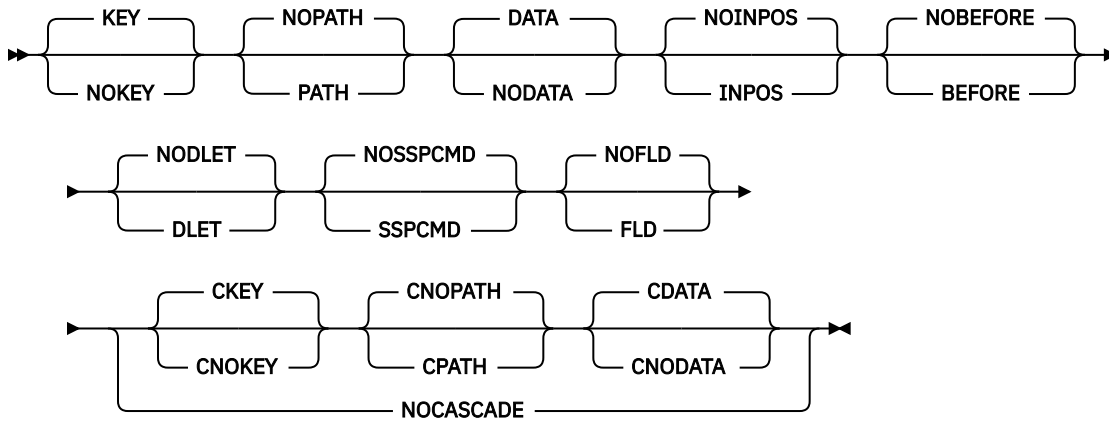 KEY NOPATH DATA NOINPOS NOBEFORE
NOKEY PATH NODATA INPOS BEFORE
NODLET NOSSPCMD NOFLD
DLET SSPCMD FLD
CKEY CNOPATH CDATA
CNOKEY CPATH CNODATA
NOCASCADE